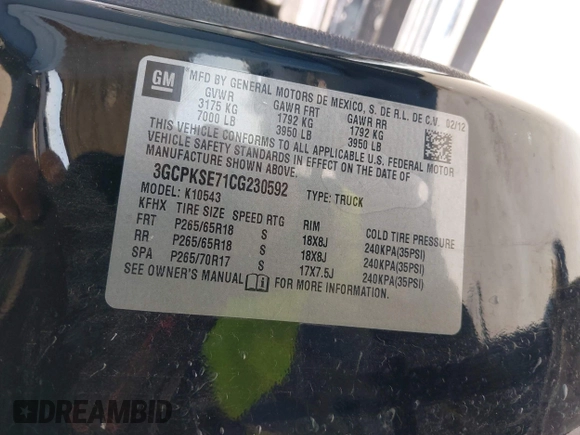 GM MFD BY GENERAL MOTORS DE MEXICO, S. DE R.L. DE C.V. 02/12
GVWR GAWR FRT GAWR RR
3175 KG 1792 KG 1792 KG
7000 LB 3950 LB 3950 LB
THIS VEHICLE CONFORMS TO ALL APPLICABLE U.S. FEDERAL MOTOR
VEHICLE SAFETY STANDARDS IN EFFECT ON THE DATE OF
MANUFACTURE SHOWN ABOVE.
3GCPKSE71CG230592
MODEL: K10543 TYPE: TRUCK
KFHX TIRE SIZE SPEED RTG RIM COLD TIRE PRESSURE
FRT P265/65R18 S 18X8J 240KPA(35PSI)
RR P265/65R18 S 18X8J 240KPA(35PSI)
SPA P265/70R17 S 17X7.5J 240KPA(35PSI)
SEE OWNER'S MANUAL FOR MORE INFORMATION.
DREAMBID